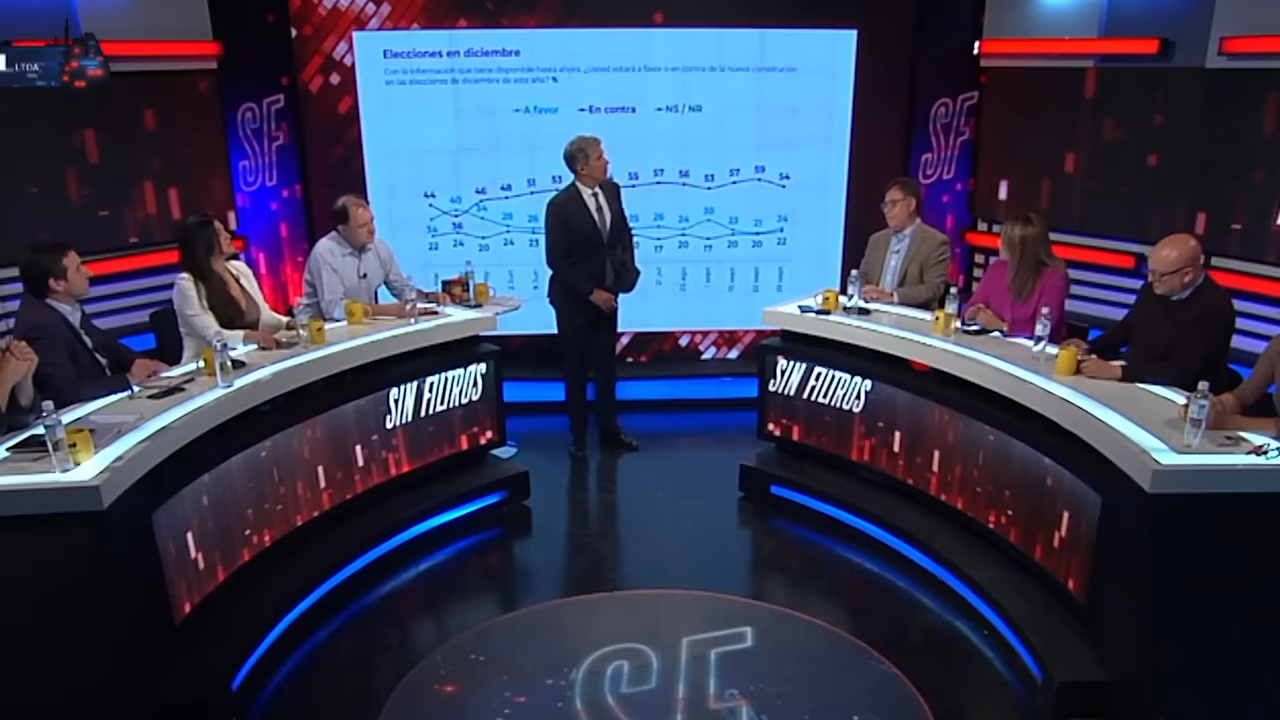 LTDA
Elecciones en diciembre
Con la información que tiene disponible hasta ahora, ¿Usted votará a favor o en contra de la nueva constitución
en las elecciones de diciembre de este año? %
A favor En contra NS / NR
44 40 46 48 51 53 55 57 56 53 57 59 54
34 36 34 28 26 25 26 24 30 23 21 24
22 24 20 24 23 17 20 17 20 20 22
SF
SF
SIN FILTROS
SIN FILTROS
SF